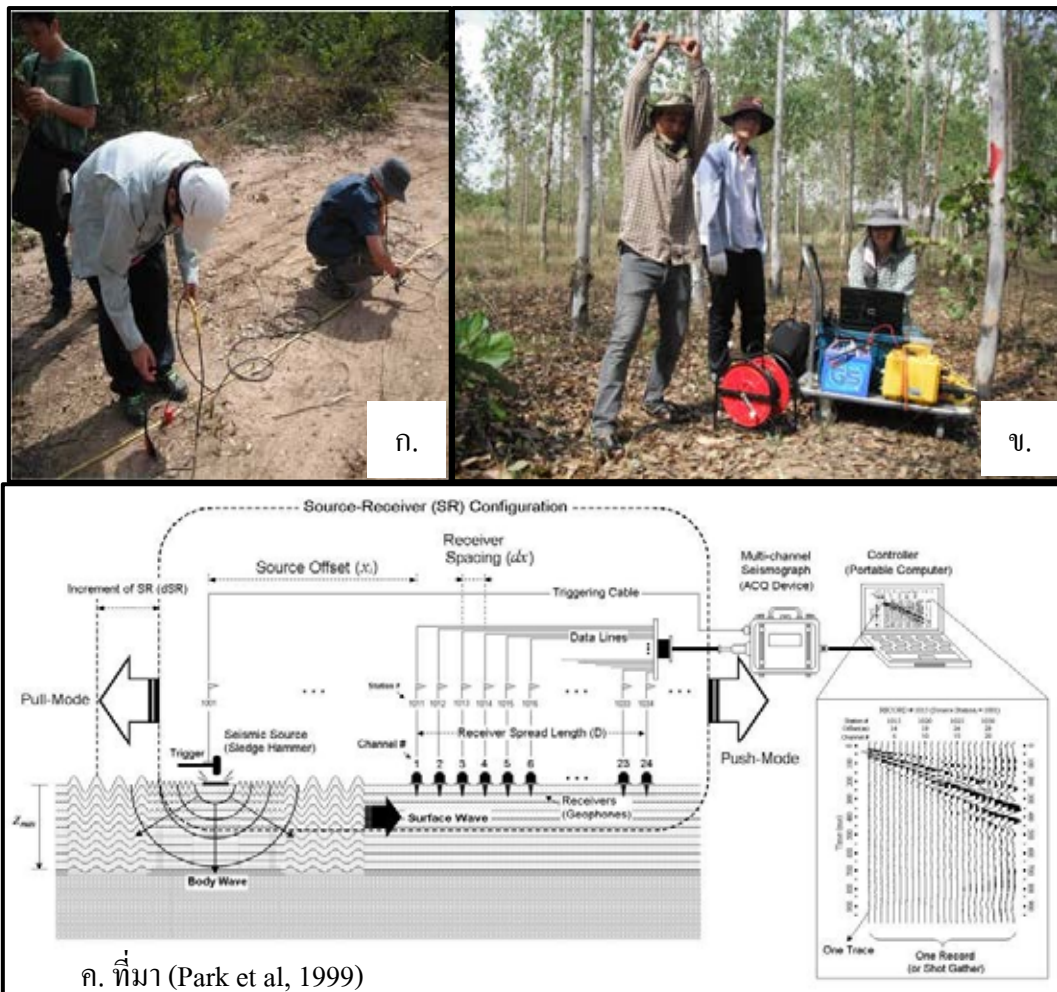 ก.
ข.
Source-Receiver (SR) Configuration
Receiver
Spacing (dx)
Source Offset (x₁)
Multi-channel
Seismograph
(ACQ Device)
Controller
(Portable Computer)
Increment of SR (dSR)
Triggering Cable
Data Lines
Pull-Mode
Station #
1001
1011
1012
1013
1014
1015
1016
1033
1034
Seismic Source
(Sledge Hammer)
Trigger
Channel #
Receiver Spread Length (D)
Push-Mode
1
2
3
4
5
6
23
24
Receivers
(Geophones)
Surface Wave
Body Wave
Station #
Channel #
Time (ms)
One Trace
One Record
(or Shot Gather)
ค. ที่มา (Park et al, 1999)